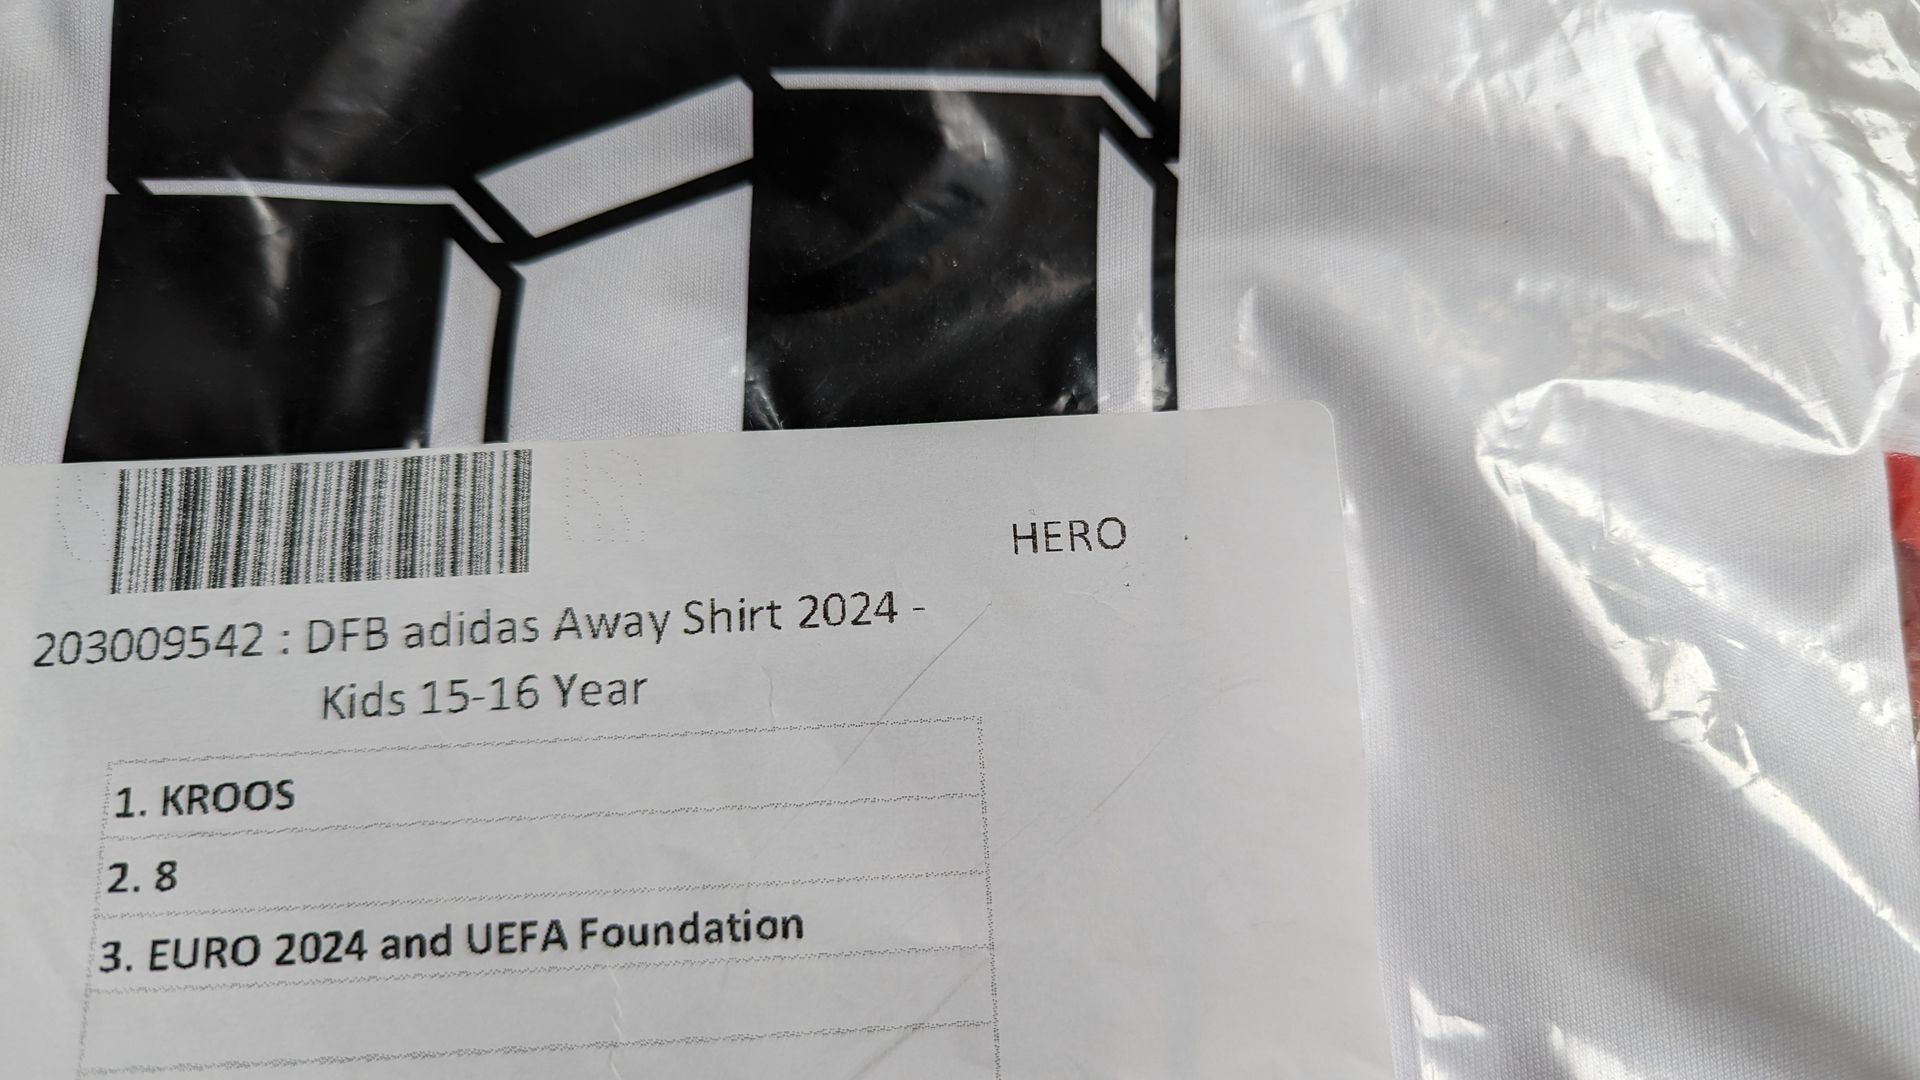 HERO
203009542 : DFB adidas Away Shirt 2024 -
Kids 15-16 Year
1. KROOS
2. 8
3. EURO 2024 and UEFA Foundation